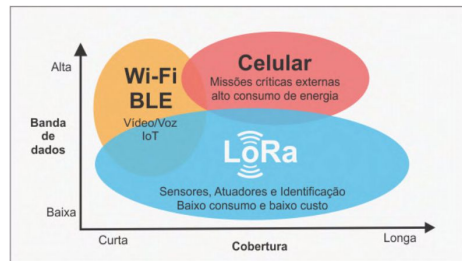 Alta
Banda
de
dados
Baixa
Wi-Fi
BLE
Vídeo/Voz
IoT
Celular
Missões críticas externas
alto consumo de energia
LoRa
Sensores, Atuadores e Identificação
Baixo consumo e baixo custo
Curta
Cobertura
Longa